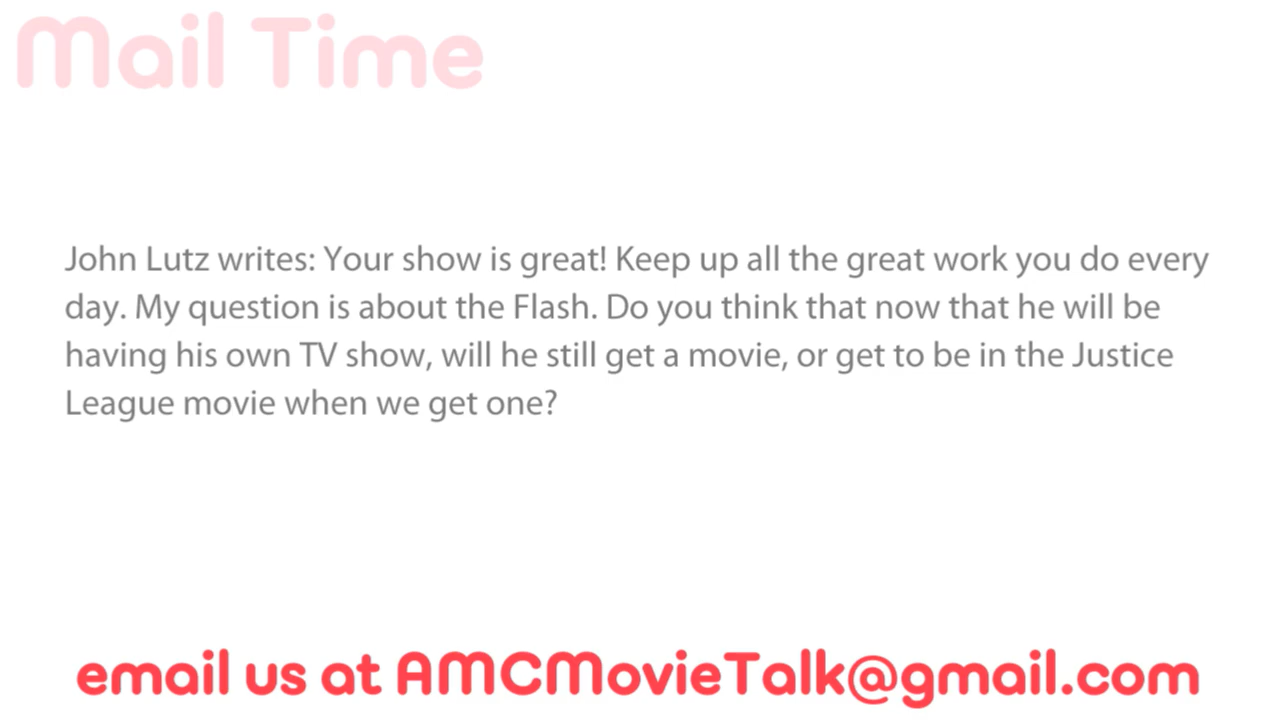 Mail Time
John Lutz writes: Your show is great! Keep up all the great work you do every
day. My question is about the Flash. Do you think that now that he will be
having his own TV show, will he still get a movie, or get to be in the Justice
League movie when we get one?
email us at AMCMovieTalk@gmail.com